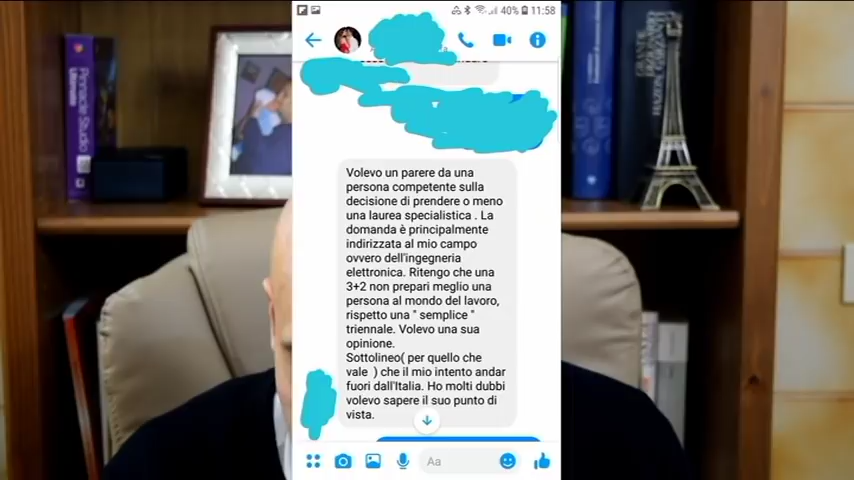 40% 11:58
Volevo un parere da una
persona competente sulla
decisione di prendere o meno
una laurea specialistica . La
domanda è principalmente
indirizzata al mio campo
ovvero dell'ingegneria
elettronica. Ritengo che una
3+2 non prepari meglio una
persona al mondo del lavoro,
rispetto una " semplice "
triennale. Volevo una sua
opinione.
Sottolineo( per quello che
vale ) che il mio intento andar
fuori dall'Italia. Ho molti dubbi
volevo sapere il suo punto di
vista.
Aa
Pinnacle Studio
Ultimate